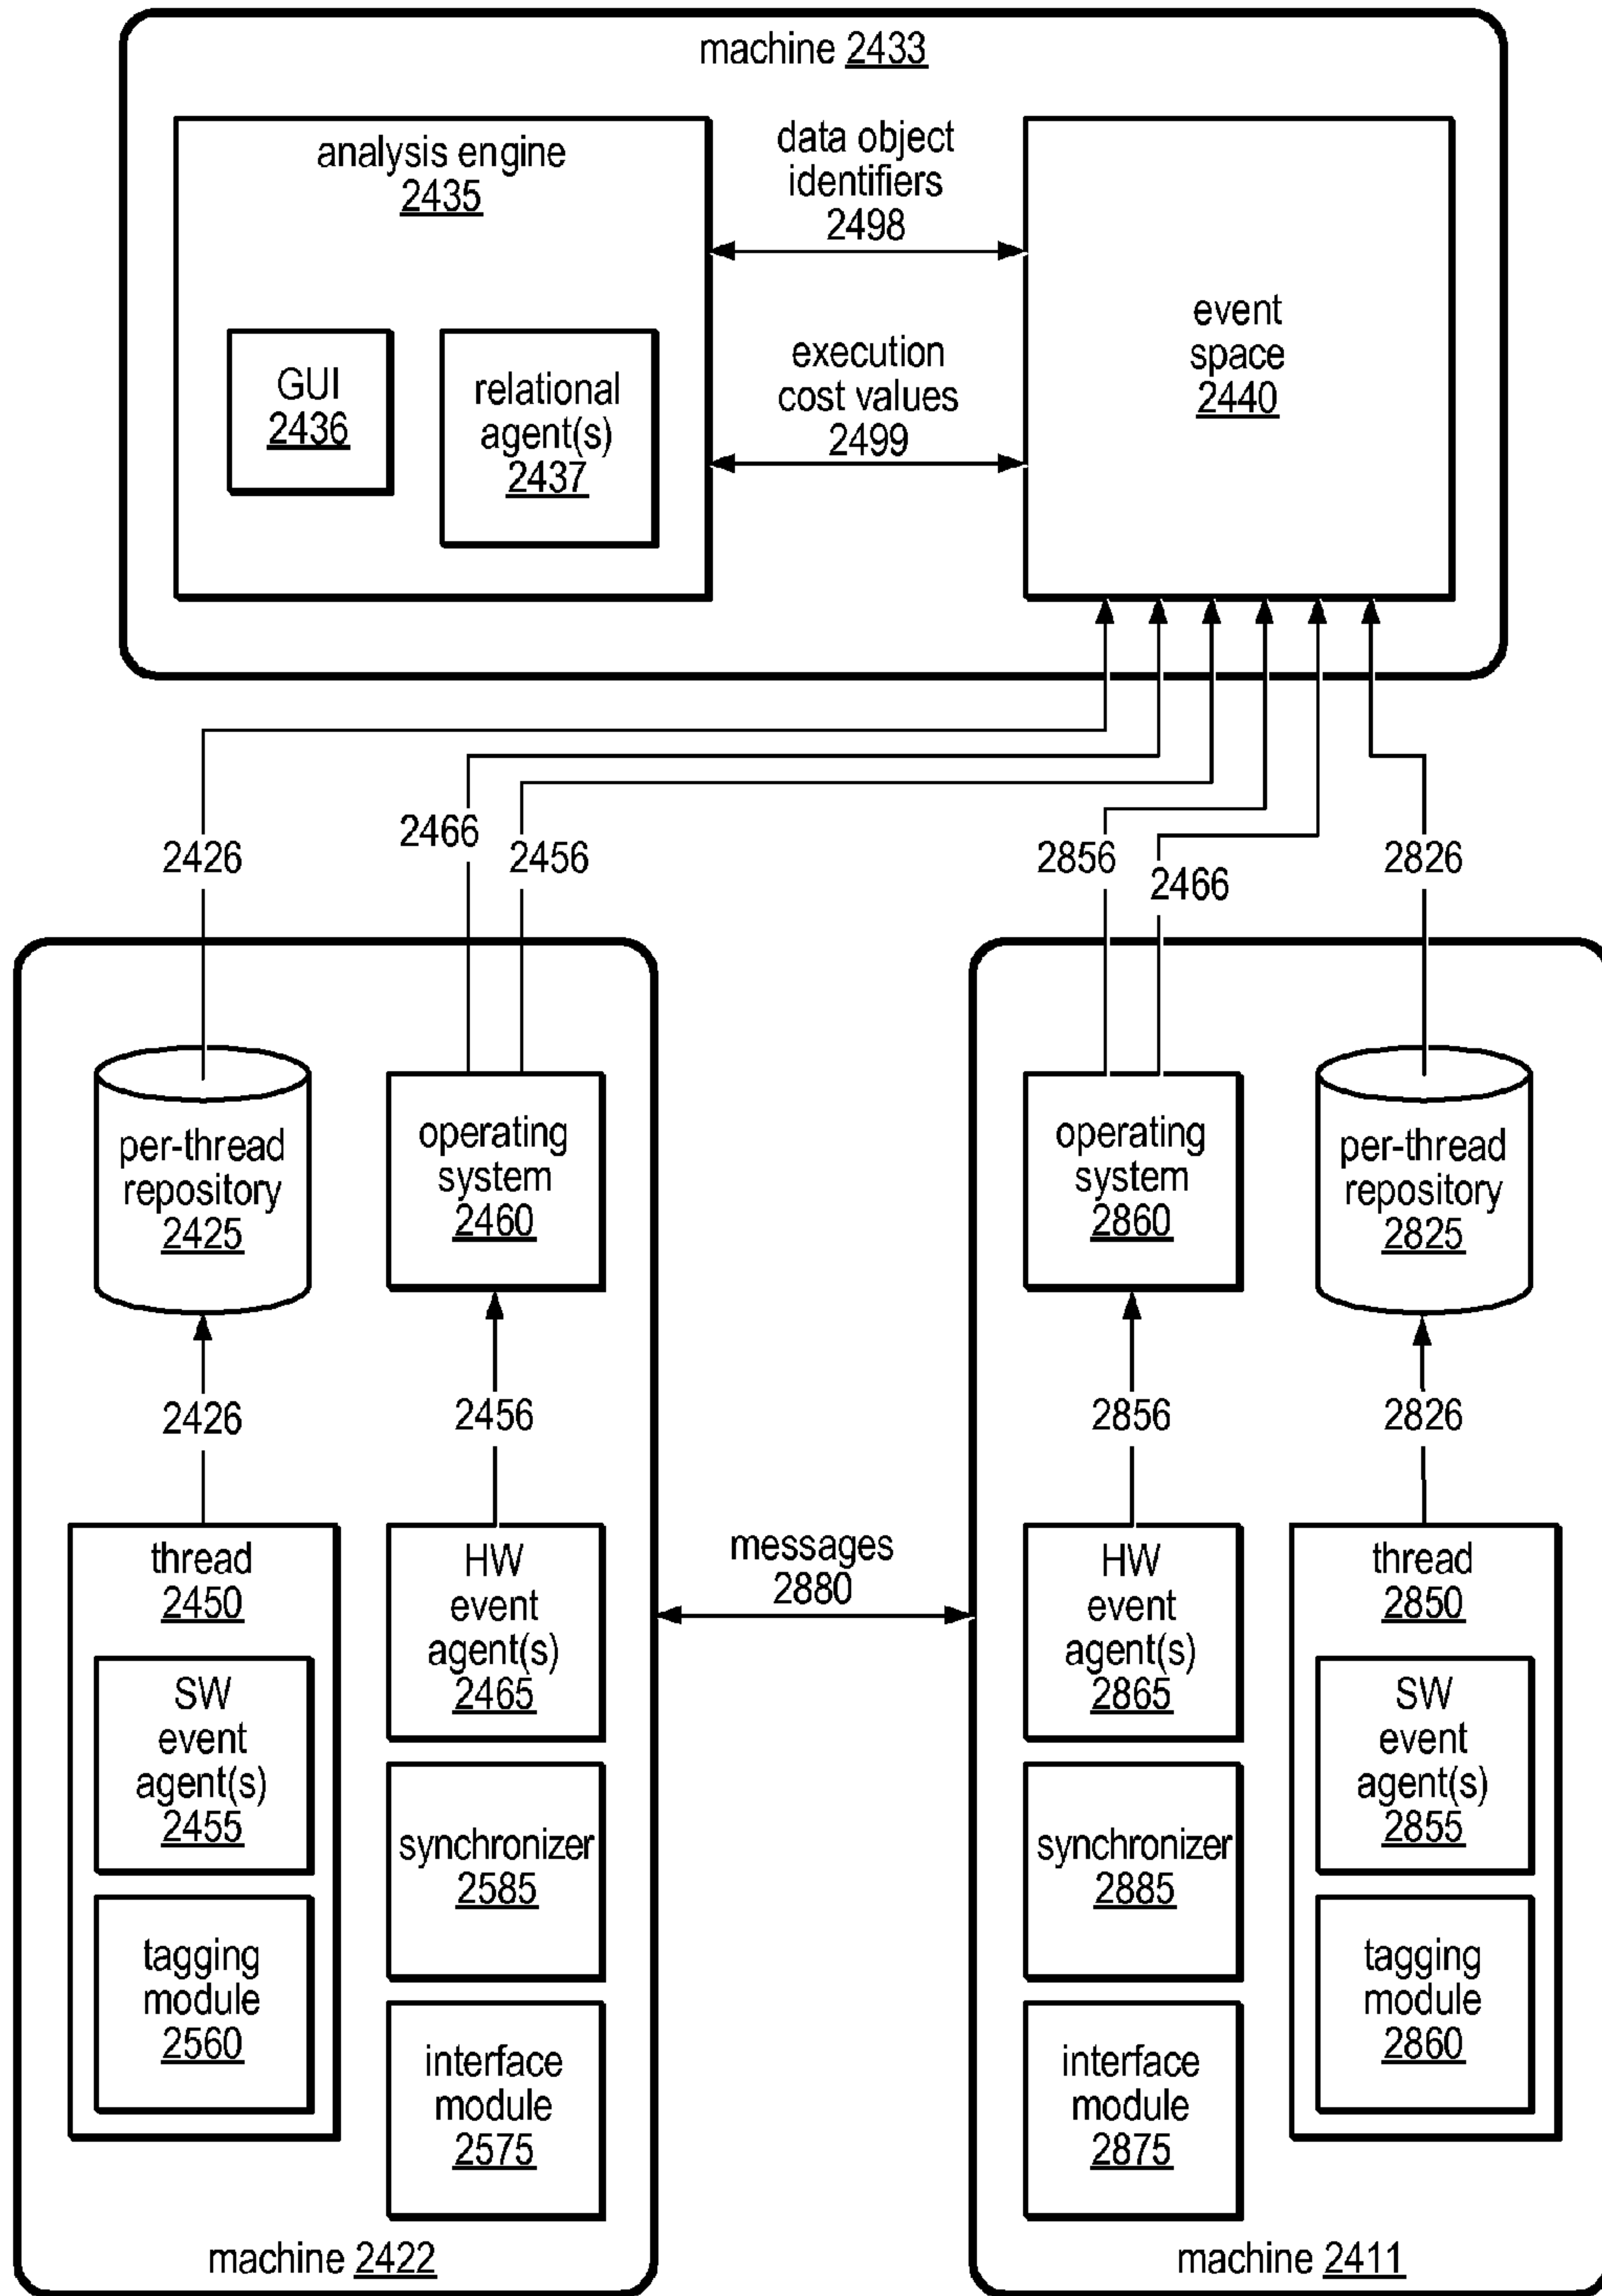 machine 2433
analysis engine
2435
GUI
2436
relational
agent(s)
2437
data object
identifiers
2498
execution
cost values
2499
event
space
2440
2426
2466
2456
2856
2466
2826
per-thread
repository
2425
operating
system
2460
2426
2456
thread
2450
SW
event
agent(s)
2455
tagging
module
2560
HW
event
agent(s)
2465
synchronizer
2585
interface
module
2575
machine 2422
messages
2880
operating
system
2860
per-thread
repository
2825
2856
2826
HW
event
agent(s)
2865
synchronizer
2885
interface
module
2875
thread
2850
SW
event
agent(s)
2855
tagging
module
2860
machine 2411